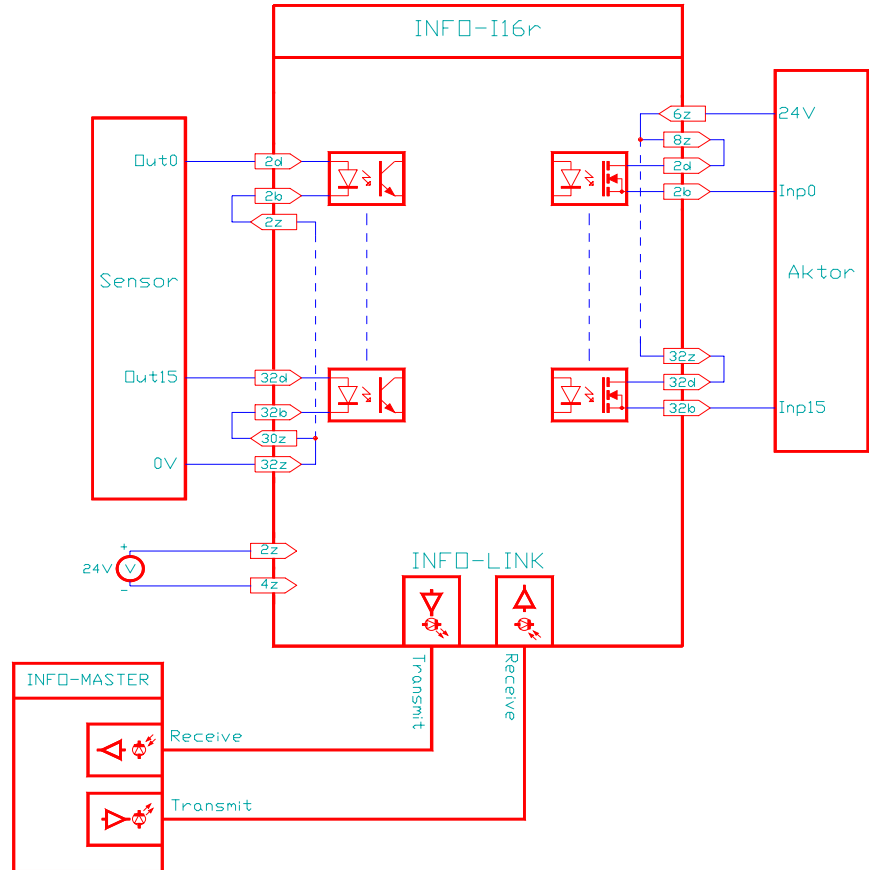 INFO-I16r
6z
24V
8z
Out0
2d
2d
2b
2b
Inp0
2z
Sensor
Aktor
32z
Out15
32d
32d
32b
32b
Inp15
30z
0V
32z
+
2z
24V
V
-
4z
INFO-LINK
Transmit
Receive
INFO-MASTER
Receive
Transmit